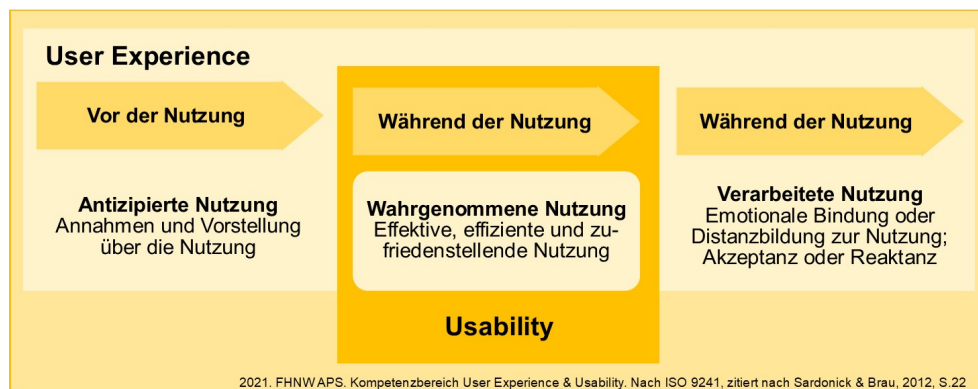 User Experience
Vor der Nutzung
Antizipierte Nutzung
Annahmen und Vorstellung
über die Nutzung
Während der Nutzung
Wahrgenommene Nutzung
Effektive, effiziente und zu-
friedenstellende Nutzung
Usability
Während der Nutzung
Verarbeitete Nutzung
Emotionale Bindung oder
Distanzbildung zur Nutzung;
Akzeptanz oder Reaktanz
2021. FHNW APS. Kompetenzbereich User Experience & Usability. Nach ISO 9241, zitiert nach Sardonick & Brau, 2012, S.22